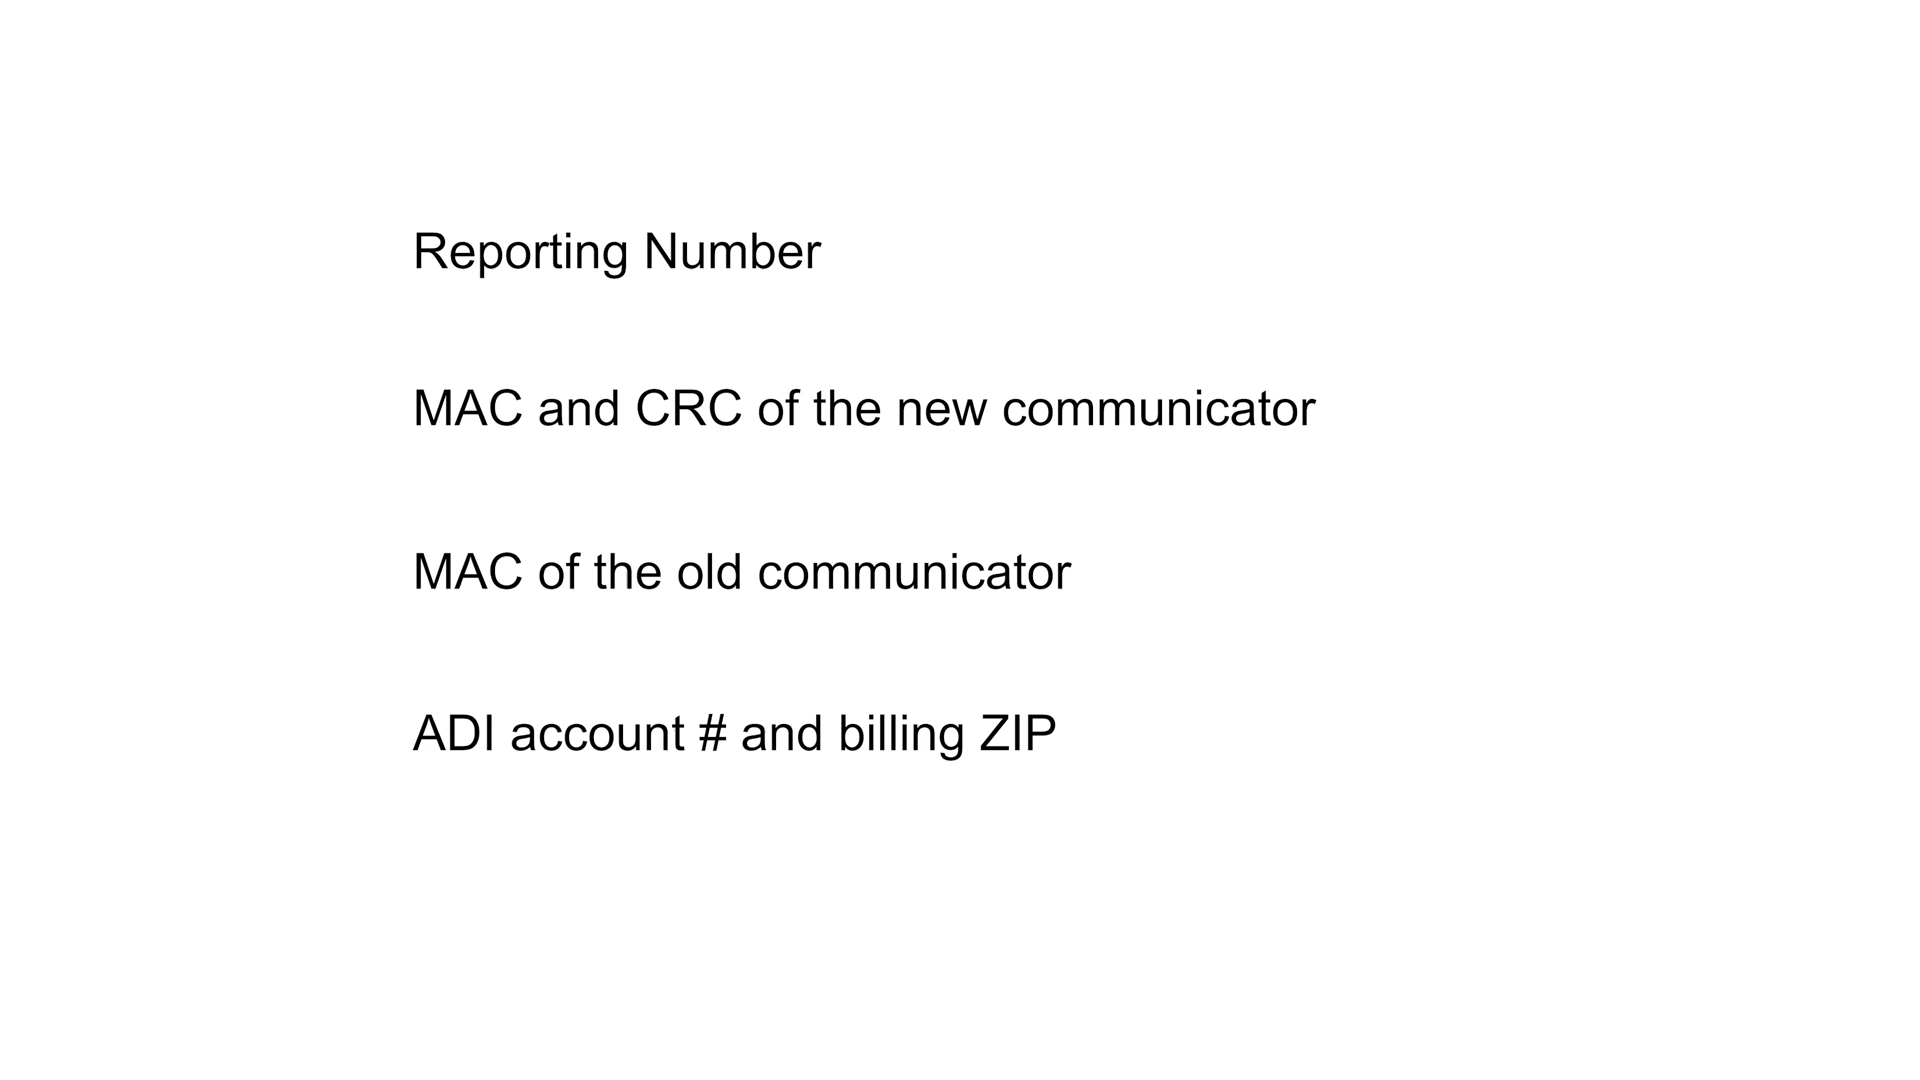 Reporting Number
MAC and CRC of the new communicator
MAC of the old communicator
ADI account # and billing ZIP